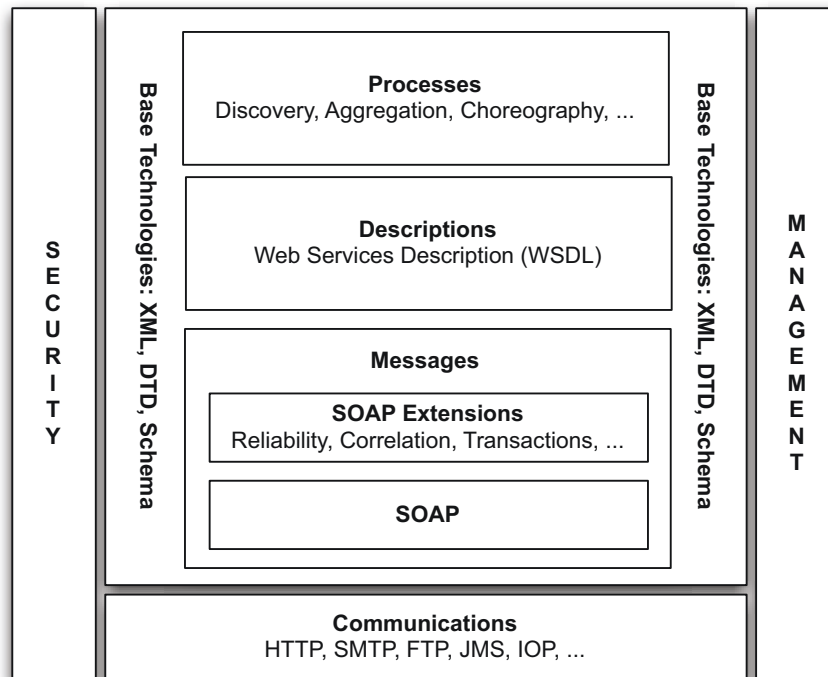 SECURITY
Base Technologies: XML, DTD, Schema
Processes
Discovery, Aggregation, Choreography, ...
Descriptions
Web Services Description (WSDL)
Messages
SOAP Extensions
Reliability, Correlation, Transactions, ...
SOAP
Base Technologies: XML, DTD, Schema
MANAGEMENT
Communications
HTTP, SMTP, FTP, JMS, IOP, ...